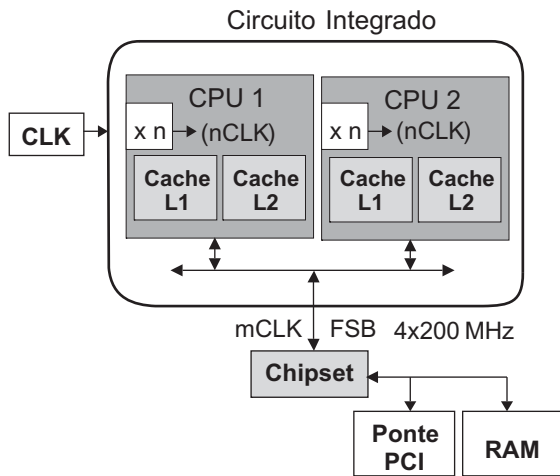 Circuito Integrado
CLK
CPU 1
x n
(nCLK)
Cache
L1
Cache
L2
CPU 2
x n
(nCLK)
Cache
L1
Cache
L2
mCLK FSB 4x200 MHz
Chipset
Ponte
PCI
RAM